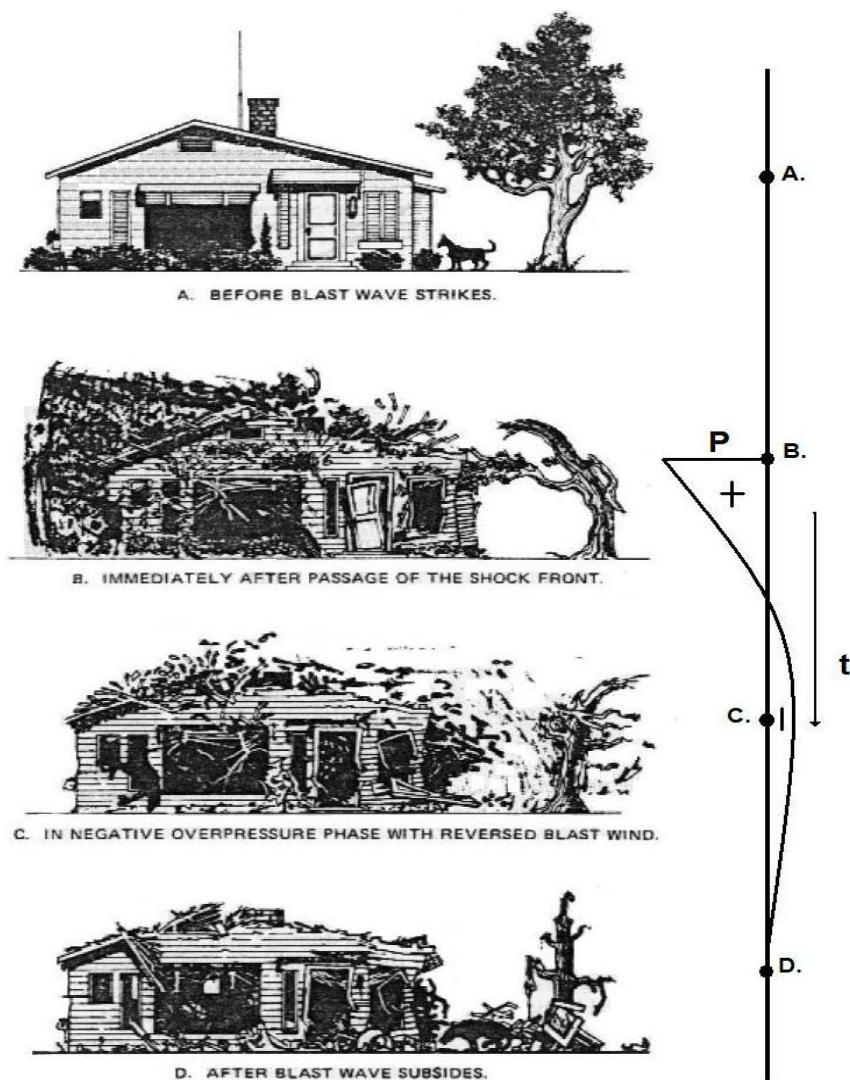 A. BEFORE BLAST WAVE STRIKES.
B. IMMEDIATELY AFTER PASSAGE OF THE SHOCK FRONT.
C. IN NEGATIVE OVERPRESSURE PHASE WITH REVERSED BLAST WIND.
D. AFTER BLAST WAVE SUBSIDES.
A.
P
B.
+
t
C.
D.